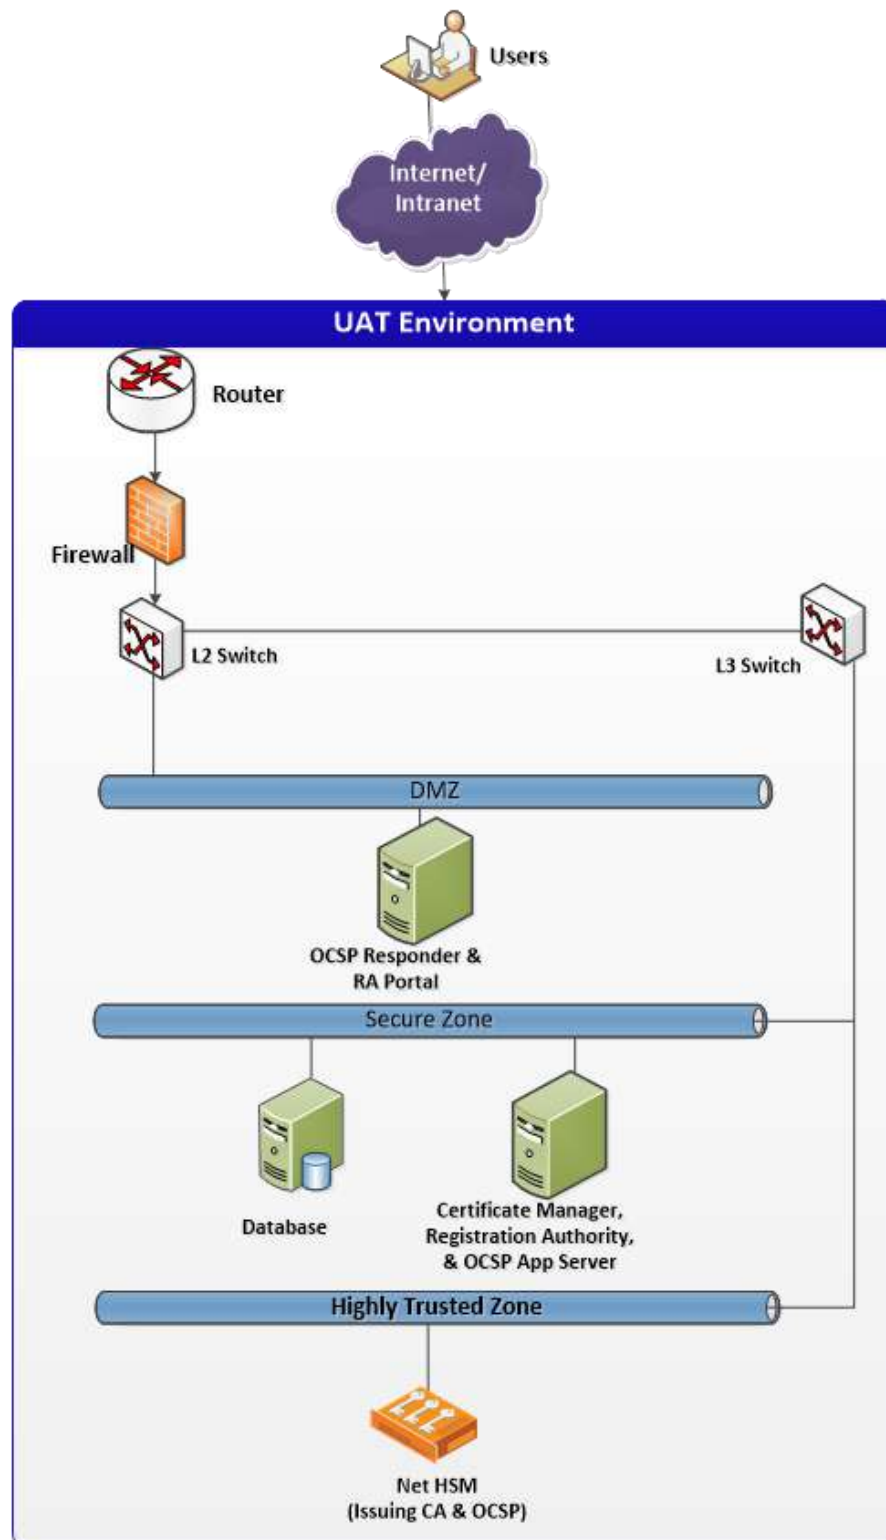 Users
Internet/
Intranet
UAT Environment
Router
Firewall
L2 Switch
L3 Switch
DMZ
OCSP Responder &
RA Portal
Secure Zone
Database
Certificate Manager,
Registration Authority,
& OCSP App Server
Highly Trusted Zone
Net HSM
(Issuing CA & OCSP)